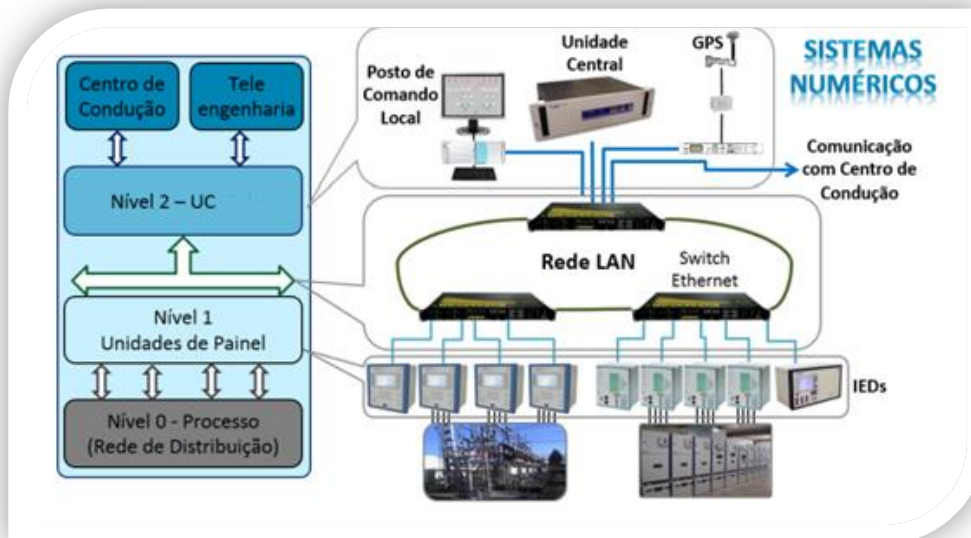 SISTEMAS
NUMÉRICOS
Centro de
Condução
Tele
engenharia
Nível 2 – UC
Nível 1
Unidades de Painel
Nível 0 - Processo
(Rede de Distribuição)
Posto de
Comando
Local
Unidade
Central
GPS
Comunicação
com Centro de
Condução
Rede LAN
Switch
Ethernet
IEDs